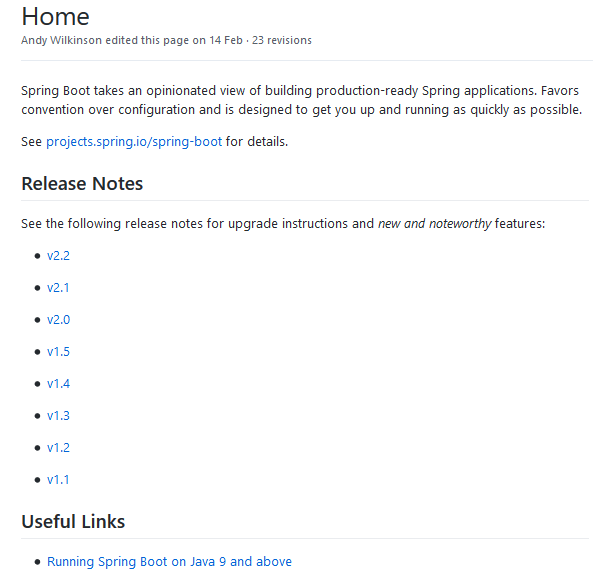 Home
Andy Wilkinson edited this page on 14 Feb · 23 revisions
Spring Boot takes an opinionated view of building production-ready Spring applications. Favors
convention over configuration and is designed to get you up and running as quickly as possible.
See projects.spring.io/spring-boot for details.
Release Notes
See the following release notes for upgrade instructions and new and noteworthy features:
• v2.2
• v2.1
• v2.0
• v1.5
• v1.4
• v1.3
• v1.2
• v1.1
Useful Links
• Running Spring Boot on Java 9 and above